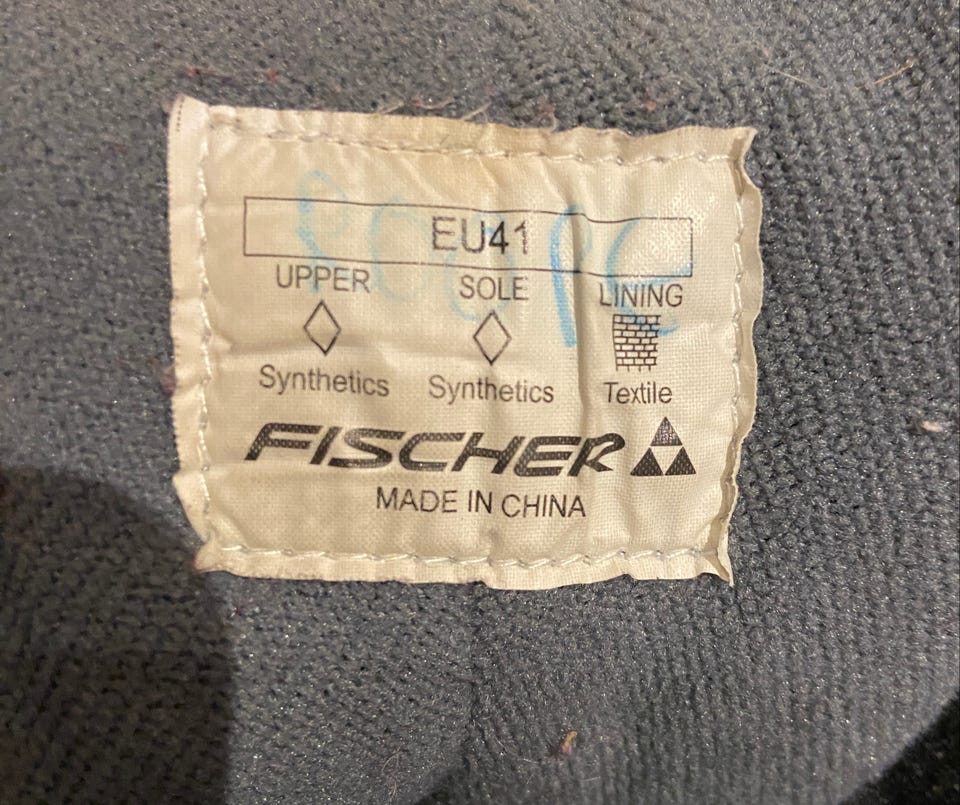 EU41
UPPER SOLE LINING
Synthetics Synthetics Textile
FISCHER
MADE IN CHINA